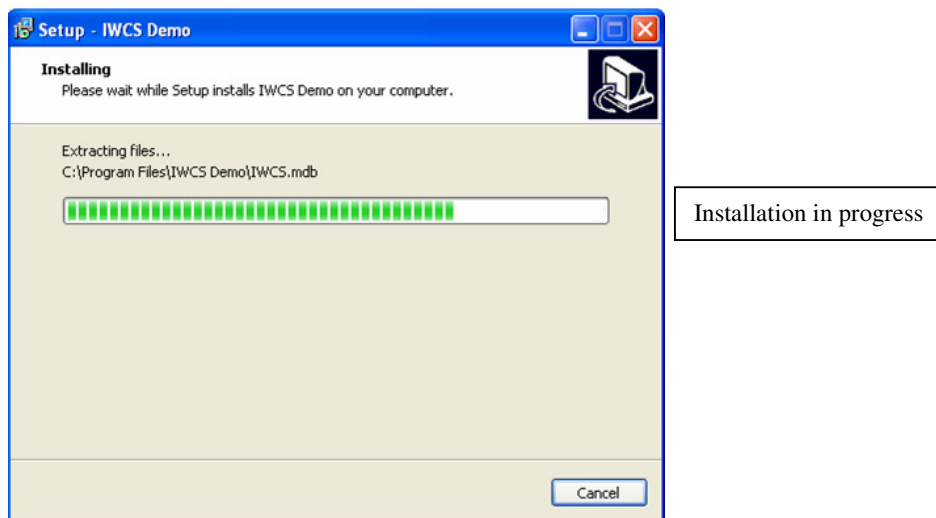 Setup - IWCS Demo
Installing
Please wait while Setup installs IWCS Demo on your computer.
Extracting files...
C:\Program Files\IWCS Demo\IWCS.mdb
Installation in progress
Cancel